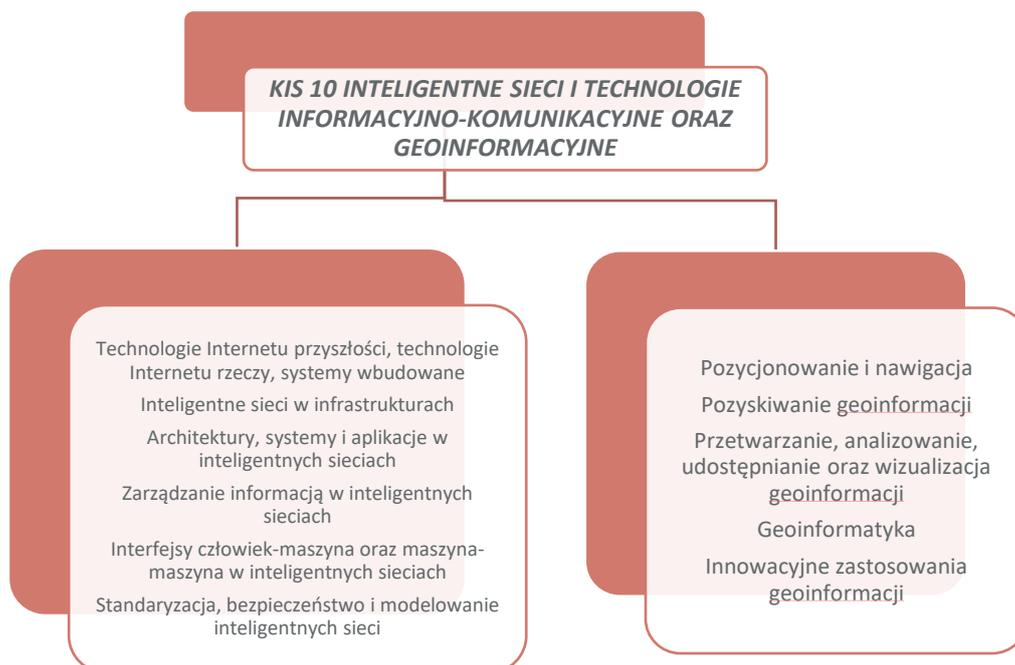 KIS 10 INTELIGENTNE SIECI I TECHNOLOGIE
INFORMACYJNO-KOMUNIKACYJNE ORAZ
GEOINFORMACYJNE
Technologie Internetu przyszłości, technologie
Internetu rzeczy, systemy wbudowane
Inteligentne sieci w infrastrukturach
Architektury, systemy i aplikacje w
inteligentnych sieciach
Zarządzanie informacją w inteligentnych
sieciach
Interfejsy człowiek-maszyna oraz maszyna-
maszyna w inteligentnych sieciach
Standaryzacja, bezpieczeństwo i modelowanie
inteligentnych sieci
Pozycjonowanie i nawigacja
Pozyskiwanie geoinformacji
Przetwarzanie, analizowanie,
udostępnianie oraz wizualizacja
geoinformacji
Geoinformatyka
Innowacyjne zastosowania
geoinformacji